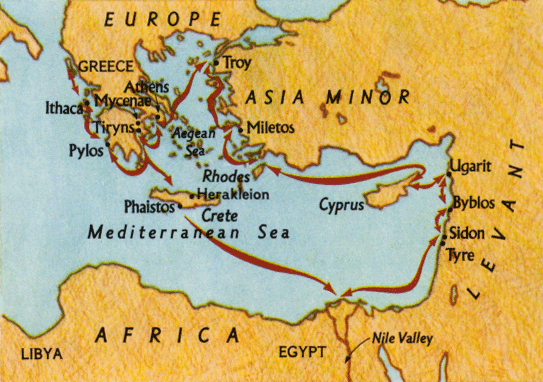 EUROPE
GREECE
Troy
Athens
Ithaca
Mycenae
ASIA MINOR
Tiryns
Aegean
Sea
Miletos
Pylos
Ugarit
Rhodes
Herakleion
Cyprus
Byblos
Phaistos
Crete
Mediterranean Sea
Sidon
Tyre
LEVANT
AFRICA
Nile Valley
LIBYA
EGYPT